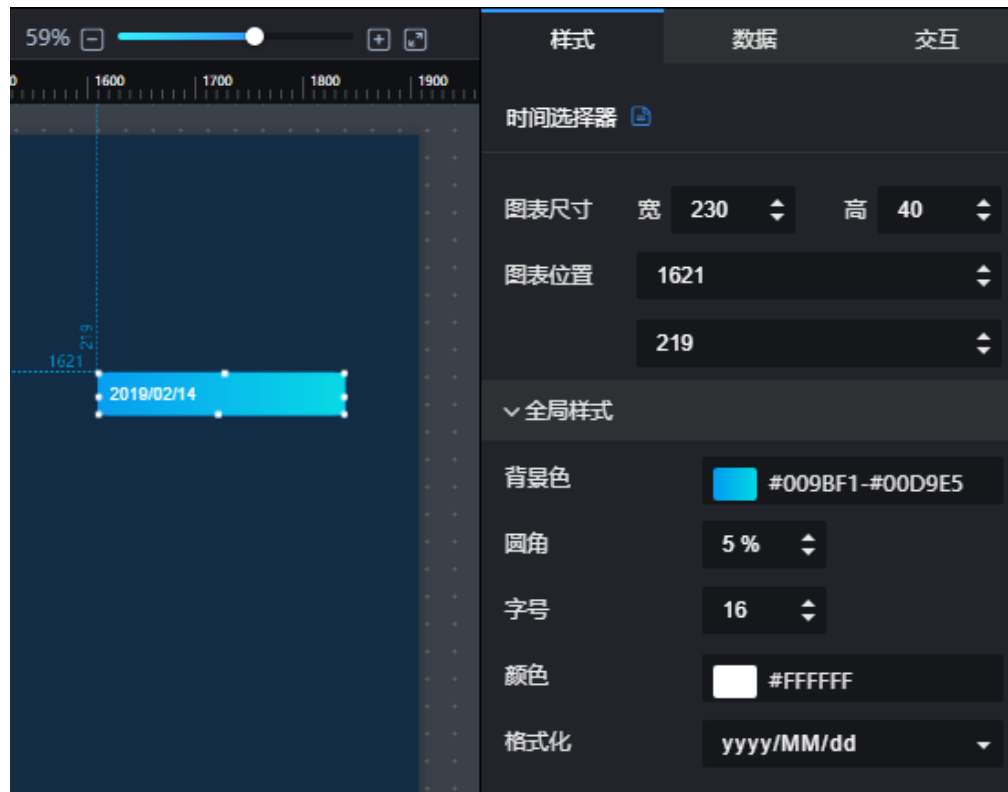 59%
样式 数据 交互
0 1600 1700 1800 1900
时间选择器
图表尺寸 宽 230 高 40
图表位置 1621
219
219
1621
2019/02/14
全局样式
背景色 #009BF1-#00D9E5
圆角 5 %
字号 16
颜色 #FFFFFF
格式化 yyyy/MM/dd